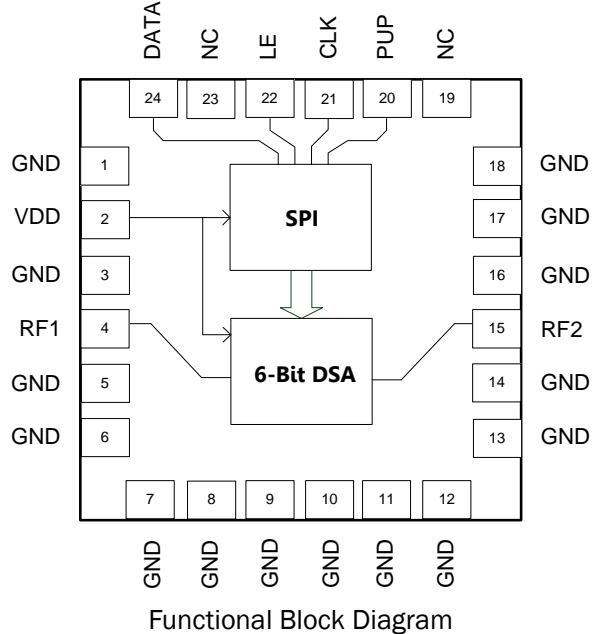 DATA NC LE CLK PUP NC
24 23 22 21 20 19
GND 1 18 GND
VDD 2 SPI 17 GND
GND 3 16 GND
RF1 4 15 RF2
GND 5 6-Bit DSA 14 GND
GND 6 13 GND
7 8 9 10 11 12
GND GND GND GND GND GND
Functional Block Diagram